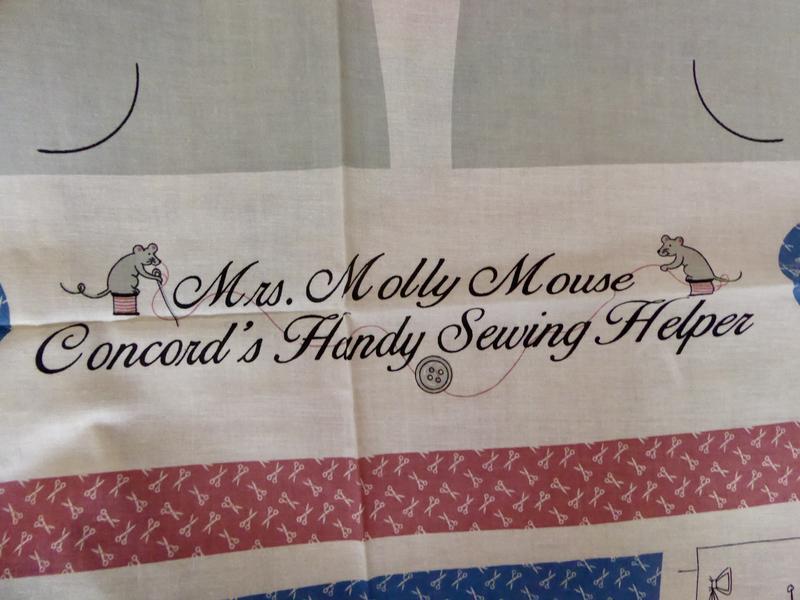 Mrs. Molly Mouse
Concord's Handy Sewing Helper